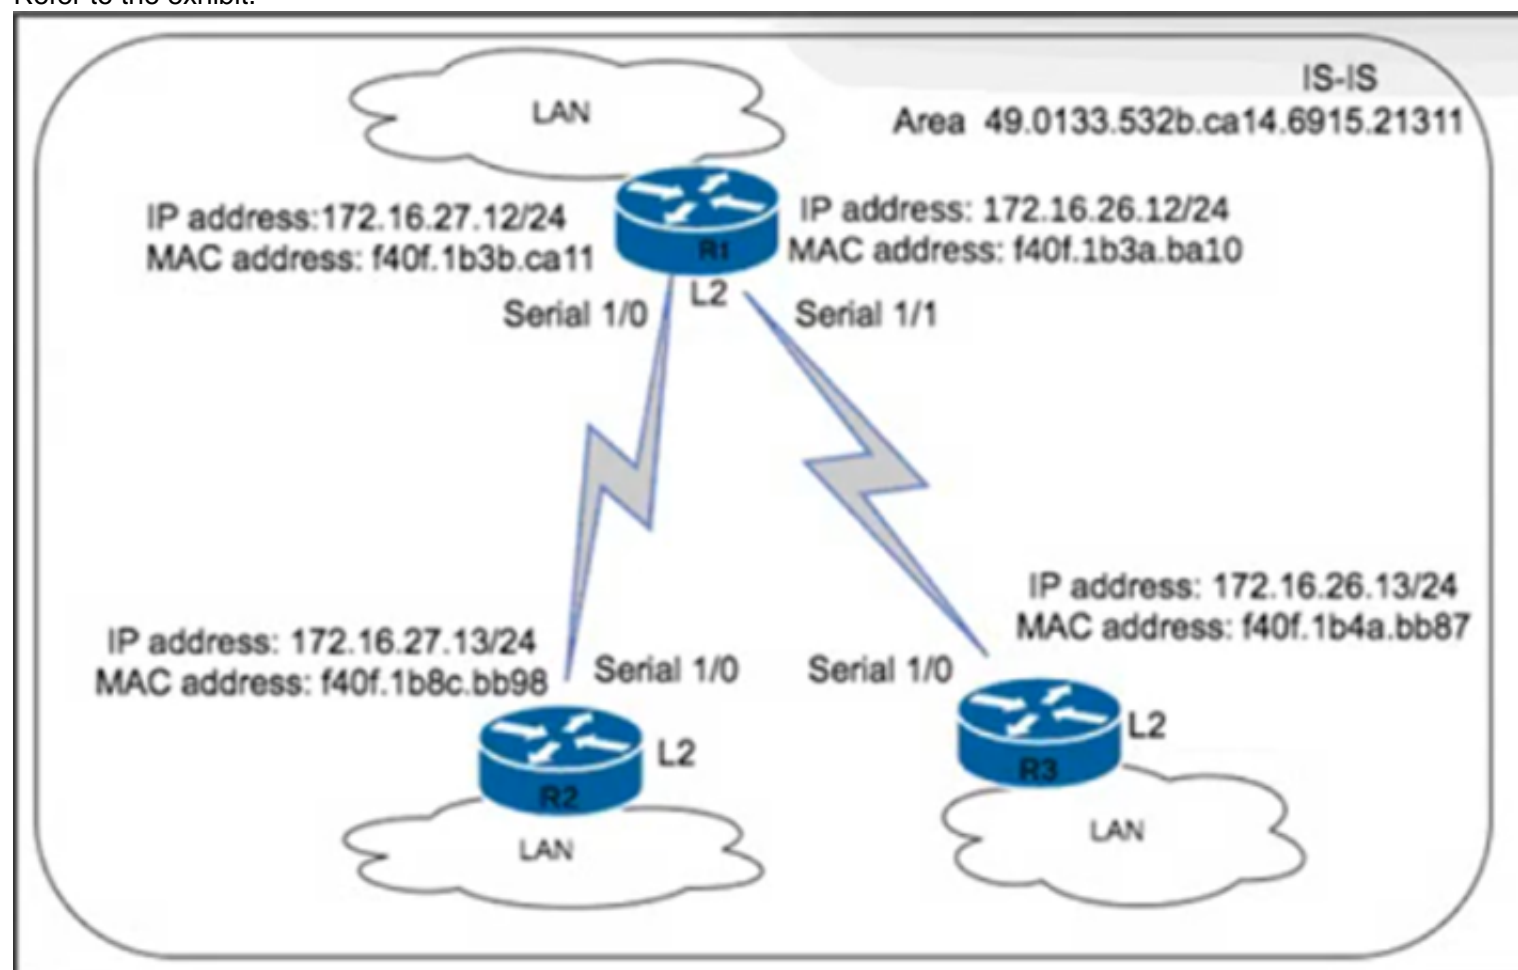 Refer to the exhibit.
IS-IS
Area 49.0133.532b.ca14.6915.21311
LAN
IP address:172.16.27.12/24
MAC address: f40f.1b3b.ca11
IP address: 172.16.26.12/24
MAC address: f40f.1b3a.ba10
R1
L2
Serial 1/0
Serial 1/1
IP address: 172.16.26.13/24
MAC address: f40f.1b4a.bb87
IP address: 172.16.27.13/24
MAC address: f40f.1b8c.bb98
Serial 1/0
Serial 1/0
L2
R2
L2
R3
LAN
LAN